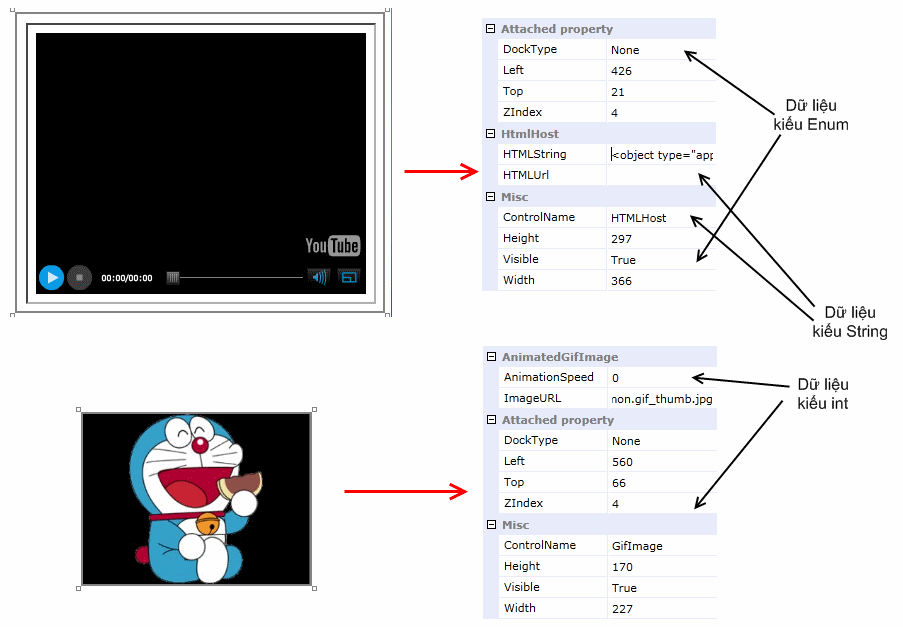 YouTube
00:00/00:00
Attached property
DockType None
Left 426
Top 21
ZIndex 4
HtmlHost
HTMLString <object type="app
HTMLUrl
Misc
ControlName HTMLHost
Height 297
Visible True
Width 366
Dữ liệu
kiểu Enum
Dữ liệu
kiểu String
AnimatedGifImage
AnimationSpeed 0
ImageURL non.gif_thumb.jpg
Attached property
DockType None
Left 560
Top 66
ZIndex 4
Misc
ControlName GifImage
Height 170
Visible True
Width 227
Dữ liệu
kiểu int